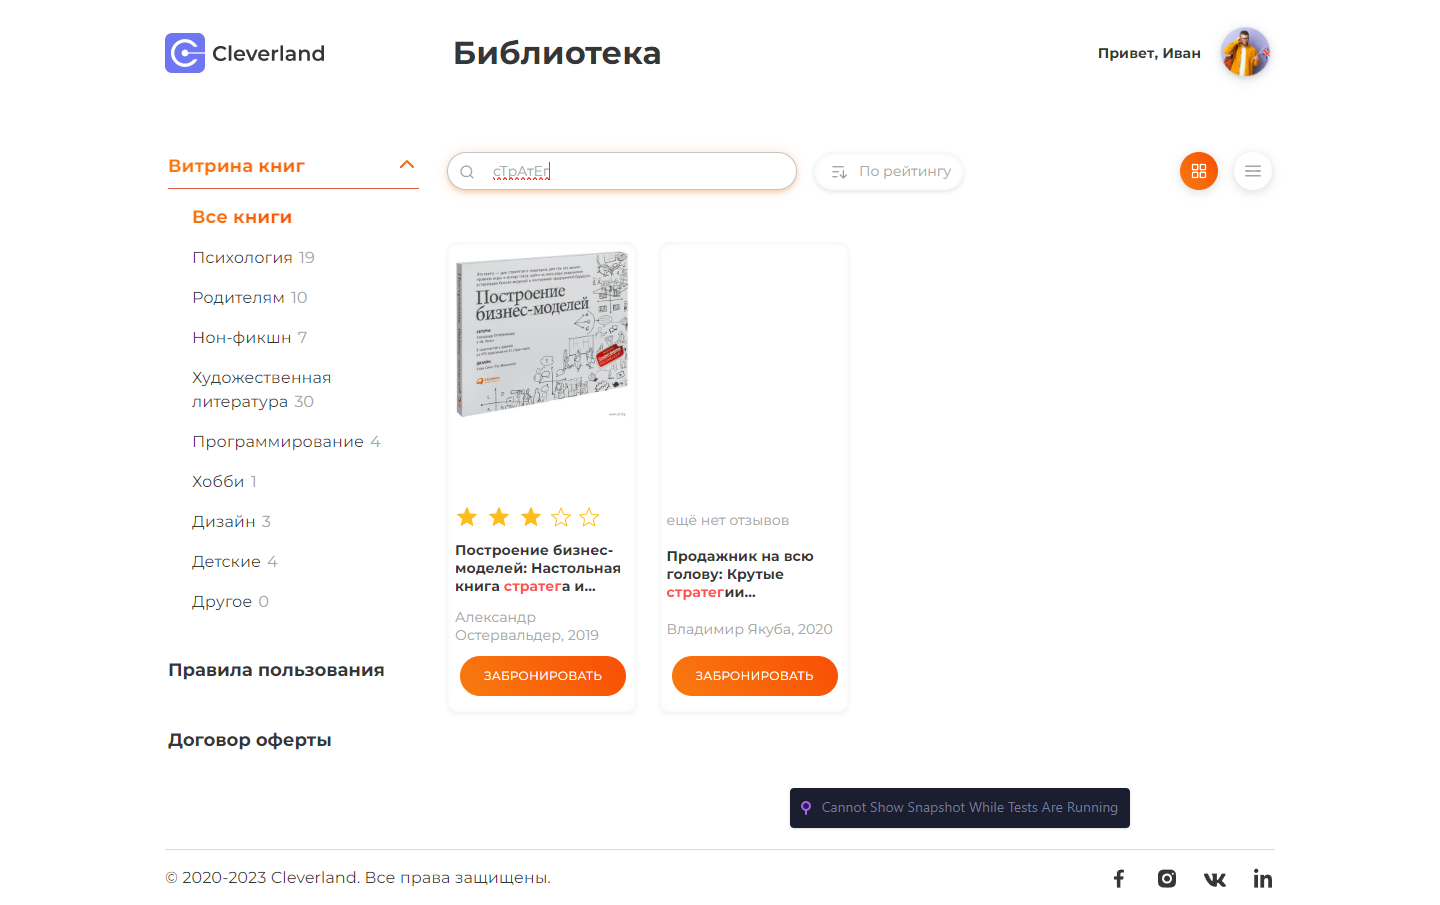 Cleverland
Библиотека
Привет, Иван
Витрина книг
сТрАтЕг
По рейтингу
Все книги
Психология 19
Родителям 10
Нон-фикшн 7
Художественная
литература 30
Программирование 4
Хобби 1
Дизайн 3
Детские 4
Другое 0
Правила пользования
Договор оферты
Построение
бизнес-моделей
Построение бизнес-
моделей: Настольная
книга стратега и...
Александр
Остервальдер, 2019
ЗАБРОНИРОВАТЬ
ещё нет отзывов
Продажник на всю
голову: Крутые
стратегии...
Владимир Якуба, 2020
ЗАБРОНИРОВАТЬ
Cannot Show Snapshot While Tests Are Running
© 2020-2023 Cleverland. Все права защищены.